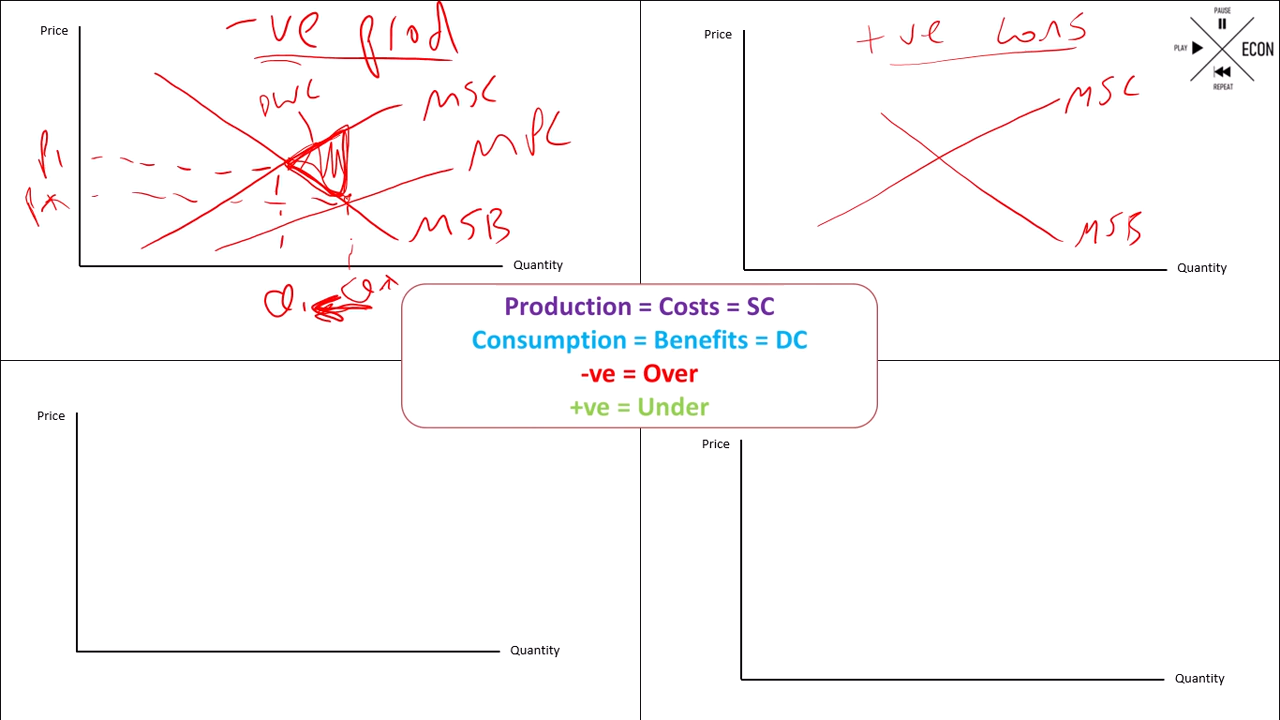 Price
-ve prod
DWL
MSC
MPC
P1
P*
MSB
Quantity
Q1
Q*
Price
+ve cons
PAUSE
PLAY
ECON
REPEAT
MSC
MSB
Quantity
Production = Costs = SC
Consumption = Benefits = DC
-ve = Over
+ve = Under
Price
Quantity
Price
Quantity